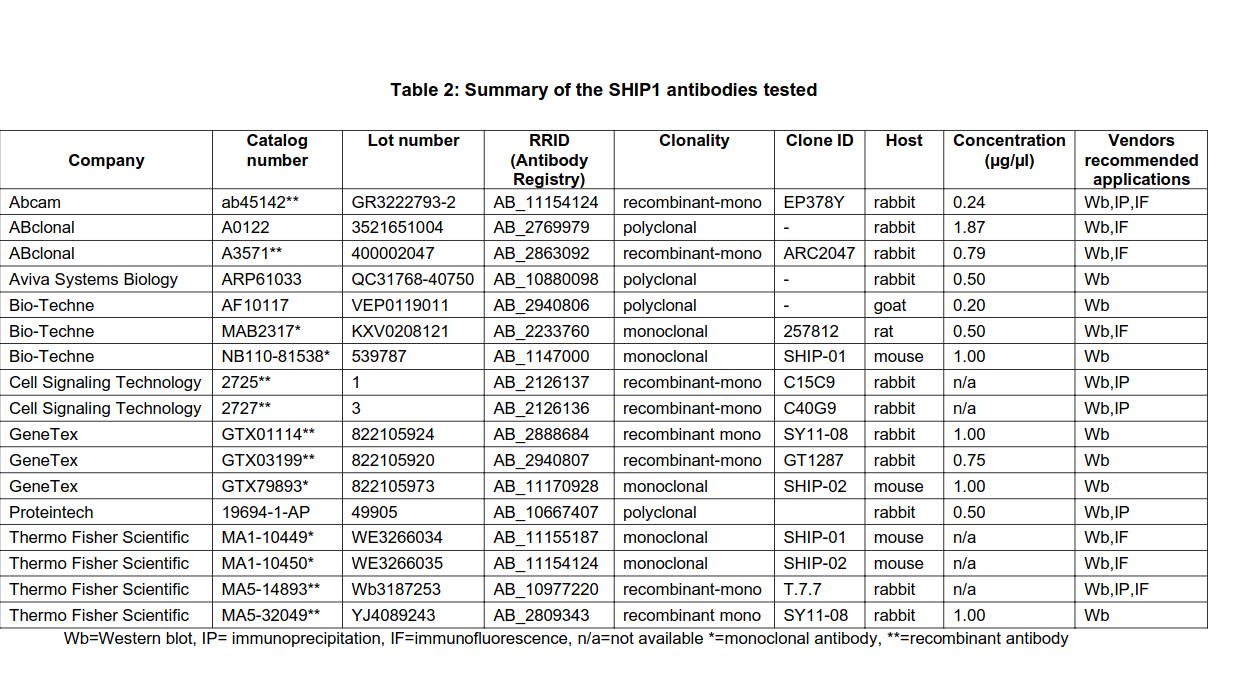 Table 2: Summary of the SHIP1 antibodies tested
Company Catalog number Lot number RRID (Antibody Registry) Clonality Clone ID Host Concentration (µg/µl) Vendors recommended applications
Abcam ab45142** GR3222793-2 AB_11154124 recombinant-mono EP378Y rabbit 0.24 Wb,IP,IF
ABclonal A0122 3521651004 AB_2769979 polyclonal - rabbit 1.87 Wb,IF
ABclonal A3571** 400002047 AB_2863092 recombinant-mono ARC2047 rabbit 0.79 Wb,IF
Aviva Systems Biology ARP61033 QC31768-40750 AB_10880098 polyclonal - rabbit 0.50 Wb
Bio-Techne AF10117 VEP0119011 AB_2940806 polyclonal - goat 0.20 Wb
Bio-Techne MAB2317* KXV0208121 AB_2233760 monoclonal 257812 rat 0.50 Wb,IF
Bio-Techne NB110-81538* 539787 AB_1147000 monoclonal SHIP-01 mouse 1.00 Wb
Cell Signaling Technology 2725** 1 AB_2126137 recombinant-mono C15C9 rabbit n/a Wb,IP
Cell Signaling Technology 2727** 3 AB_2126136 recombinant-mono C40G9 rabbit n/a Wb,IP
GeneTex GTX01114** 822105924 AB_2888684 recombinant mono SY11-08 rabbit 1.00 Wb
GeneTex GTX03199** 822105920 AB_2940807 recombinant-mono GT1287 rabbit 0.75 Wb
GeneTex GTX79893* 822105973 AB_11170928 monoclonal SHIP-02 mouse 1.00 Wb
Proteintech 19694-1-AP 49905 AB_10667407 polyclonal rabbit 0.50 Wb,IP
Thermo Fisher Scientific MA1-10449* WE3266034 AB_11155187 monoclonal SHIP-01 mouse n/a Wb,IF
Thermo Fisher Scientific MA1-10450* WE3266035 AB_11154124 monoclonal SHIP-02 mouse n/a Wb,IF
Thermo Fisher Scientific MA5-14893** Wb3187253 AB_10977220 recombinant-mono T.7.7 rabbit n/a Wb,IP,IF
Thermo Fisher Scientific MA5-32049** YJ4089243 AB_2809343 recombinant mono SY11-08 rabbit 1.00 Wb
Wb=Western blot, IP= immunoprecipitation, IF=immunofluorescence, n/a=not available *=monoclonal antibody, **=recombinant antibody